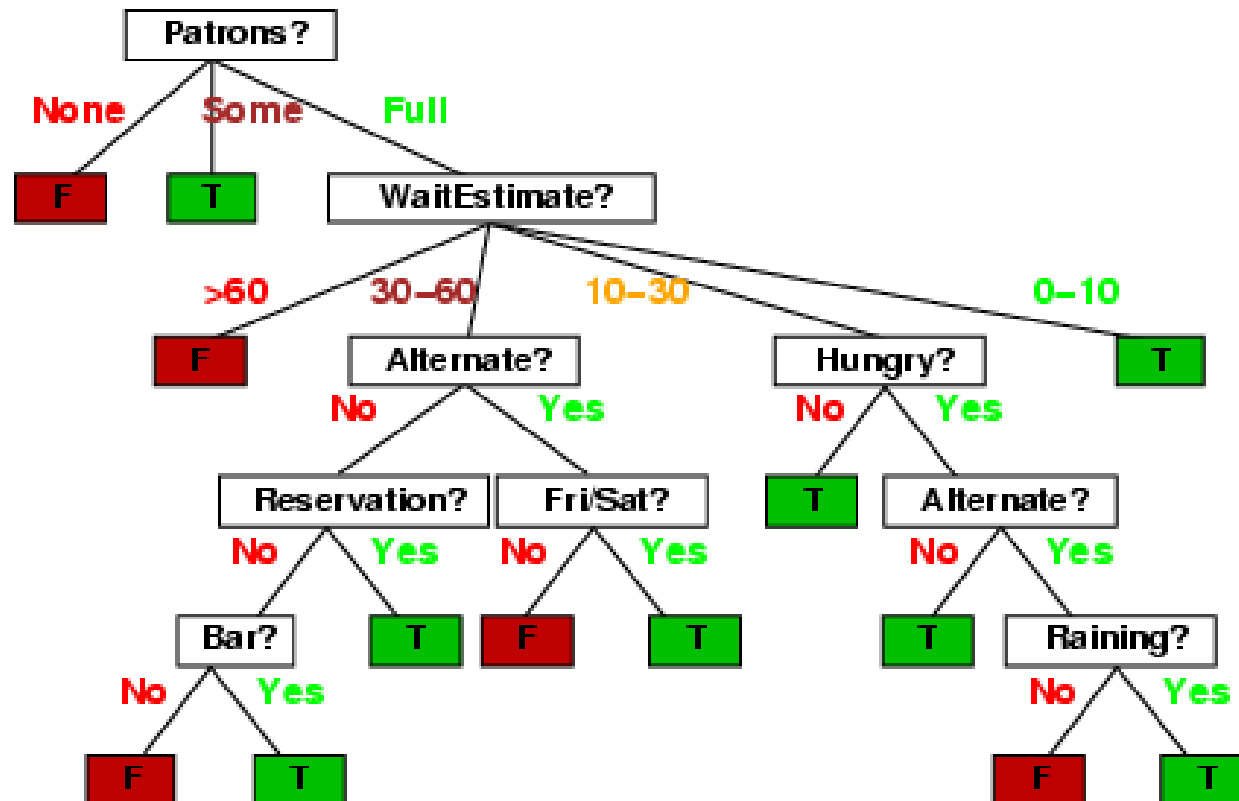 Patrons?
None Some Full
F T WaitEstimate?
>60 30–60 10–30 0–10
F Alternate? Hungry? T
No Yes No Yes
Reservation? Fri/Sat? T Alternate?
No Yes No Yes No Yes
Bar? T F T T Raining?
No Yes No Yes
F T F T